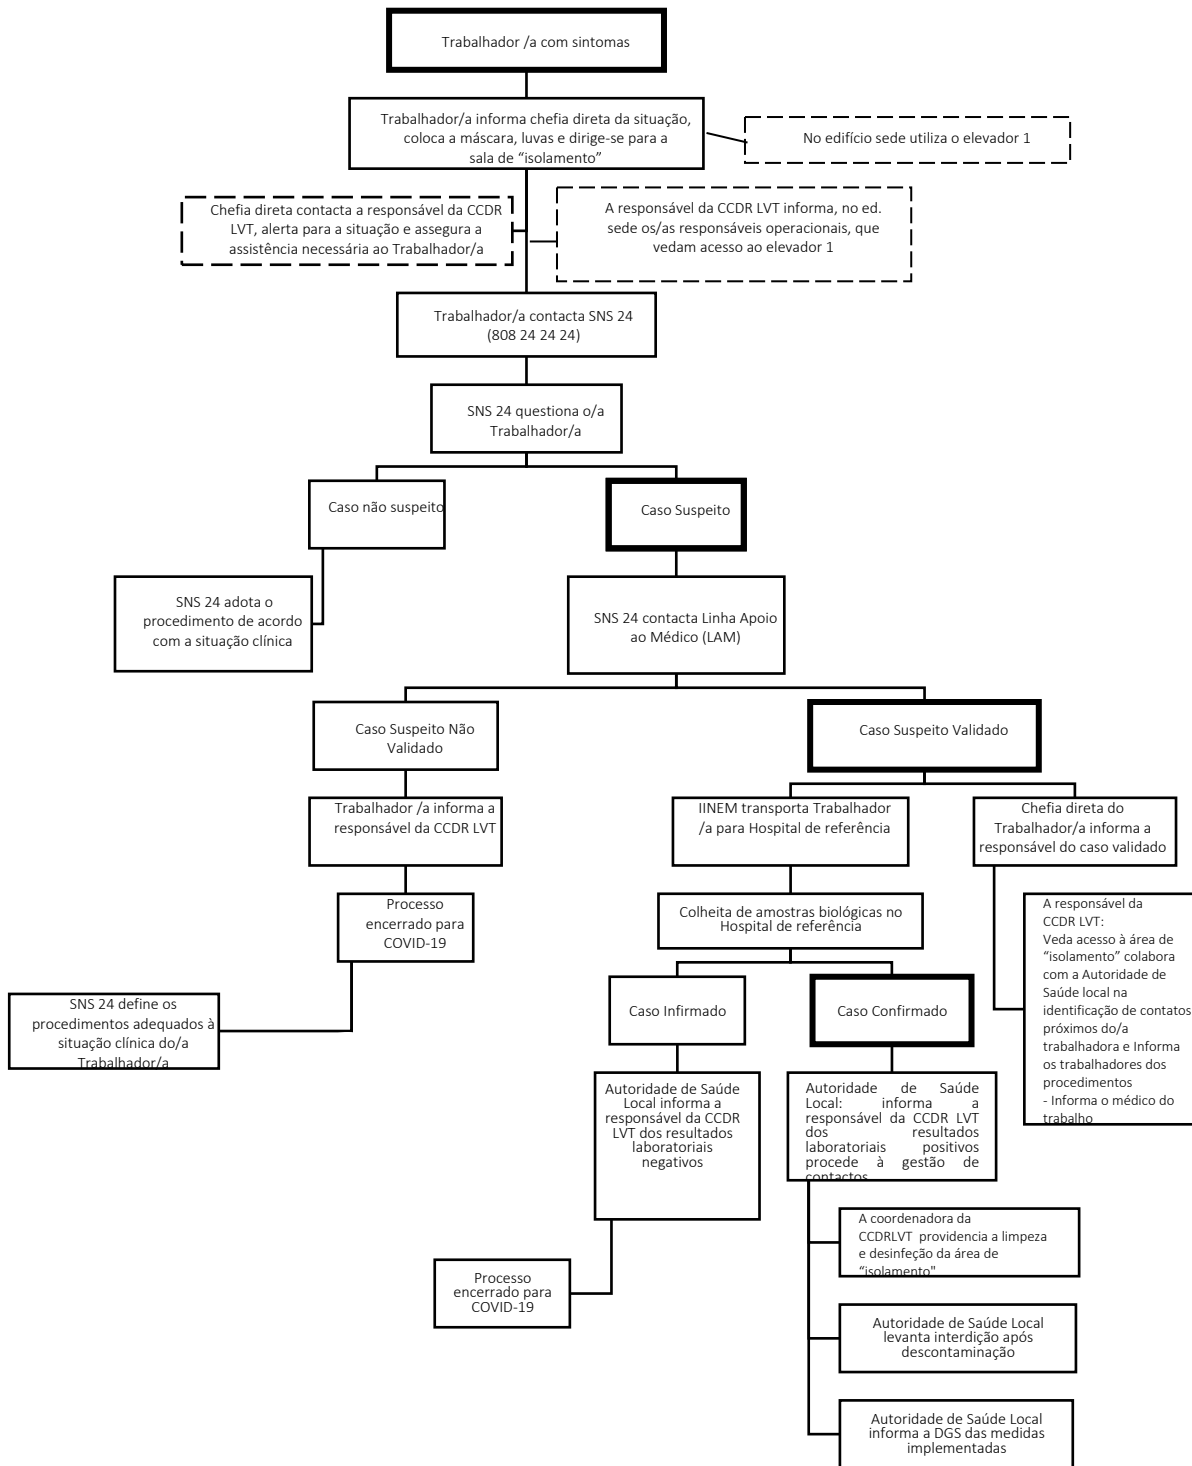 Trabalhador /a com sintomas
Trabalhador/a informa chefia direta da situação,
coloca a máscara, luvas e dirige-se para a
sala de “isolamento”
No edifício sede utiliza o elevador 1
Chefia direta contacta a responsável da CCDR
LVT, alerta para a situação e assegura a
assistência necessária ao Trabalhador/a
A responsável da CCDR LVT informa, no ed.
sede os/as responsáveis operacionais, que
vedam acesso ao elevador 1
Trabalhador/a contacta SNS 24
(808 24 24 24)
SNS 24 questiona o/a
Trabalhador/a
Caso não suspeito
Caso Suspeito
SNS 24 adota o
procedimento de acordo
com a situação clínica
SNS 24 contacta Linha Apoio
ao Médico (LAM)
Caso Suspeito Não
Validado
Caso Suspeito Validado
Trabalhador /a informa a
responsável da CCDR LVT
IINEM transporta Trabalhador
/a para Hospital de referência
Chefia direta do
Trabalhador/a informa a
responsável do caso validado
Processo
encerrado para
COVID-19
Colheita de amostras biológicas no
Hospital de referência
A responsável da
CCDR LVT:
Veda acesso à área de
“isolamento” colabora
com a Autoridade de
Saúde local na
identificação de contatos
próximos do/a
trabalhadora e Informa
os trabalhadores dos
procedimentos
- Informa o médico do
trabalho
SNS 24 define os
procedimentos adequados à
situação clínica do/a
Trabalhador/a
Caso Infirmado
Caso Confirmado
Autoridade de Saúde
Local informa a
responsável da CCDR
LVT dos resultados
laboratoriais
negativos
Autoridade de Saúde
Local: informa a
responsável da CCDR LVT
dos resultados
laboratoriais positivos
procede à gestão de
contactos
A coordenadora da
CCDRLVT providencia a limpeza
e desinfeção da área de
“isolamento"
Processo
encerrado para
COVID-19
Autoridade de Saúde Local
levanta interdição após
descontaminação
Autoridade de Saúde Local
informa a DGS das medidas
implementadas